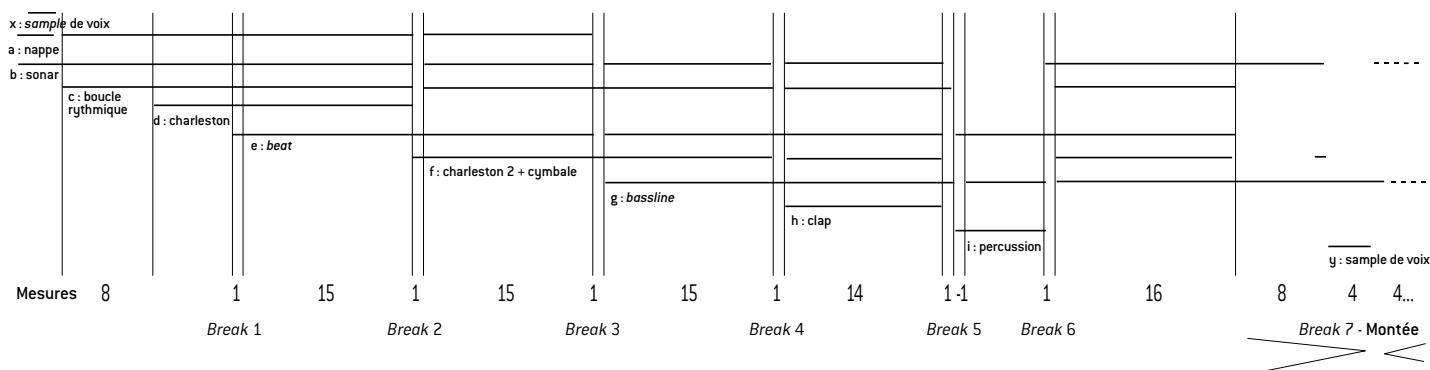 x : sample de voix
a : nappe
b : sonar
c : boucle
rythmique
d : charleston
e : beat
f : charleston 2 + cymbale
g : bassline
h : clap
i : percussion
y : sample de voix
Mesures 8 1 15 1 15 1 15 1 14 1 -1 1 16 8 4 4...
Break 1 Break 2 Break 3 Break 4 Break 5 Break 6 Break 7 - Montée